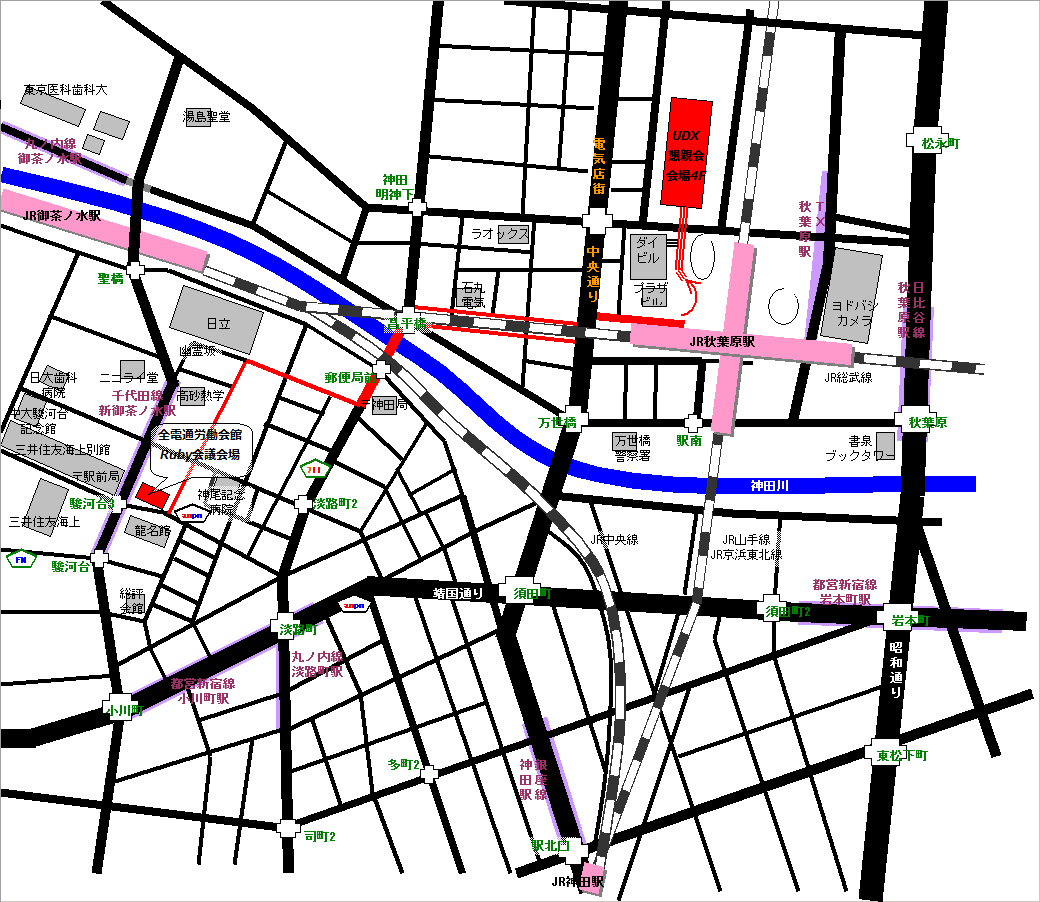 東京医科歯科大
湯島聖堂
丸ノ内線
御茶ノ水駅
JR御茶ノ水駅
神田
明神下
電気店街
UDX
懇親会
会場4F
松永町
TX
秋葉原駅
ラオックス
ダイ
ビル
中央通り
プラザ
ビル
石丸
電気
聖橋
日立
昌平橋
JR秋葉原駅
ヨドバシ
カメラ
日比谷線
秋葉原駅
JR総武線
幽霊坂
郵便局前
日大歯科
病院
ニコライ堂
千代田線
新御茶ノ水駅
高砂熱学
神田局
中大駿河台
記念館
全電通労働会館
Ruby会議会場
万世橋
万世橋
警察署
駅南
秋葉原
書泉
ブックタワー
三井住友海上別館
元駅前局
711
神田川
神尾記念
病院
駿河台3
淡路町2
am/pm
三井住友海上
龍名館
JR中央線
JR山手線
JR京浜東北線
FM
駿河台
総評
会館
靖国通り
am/pm
須田町
須田町2
都営新宿線
岩本町駅
岩本町
淡路町
丸ノ内線
淡路町駅
昭和通り
都営新宿線
小川町駅
小川町
多町2
銀座線
神田駅
東松下町
司町2
駅北口
JR神田駅